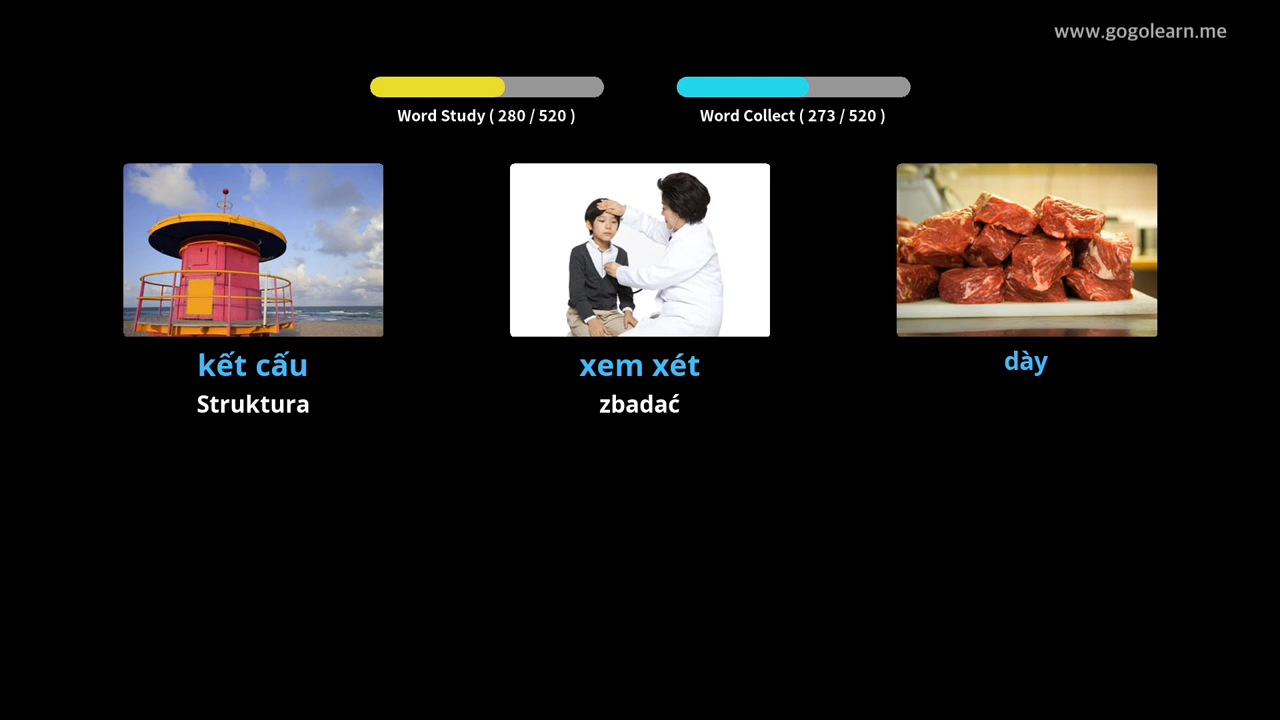 www.gogolearn.me
Word Study ( 280 / 520 )
Word Collect ( 273 / 520 )
kết cấu
Struktura
xem xét
zbadać
dày